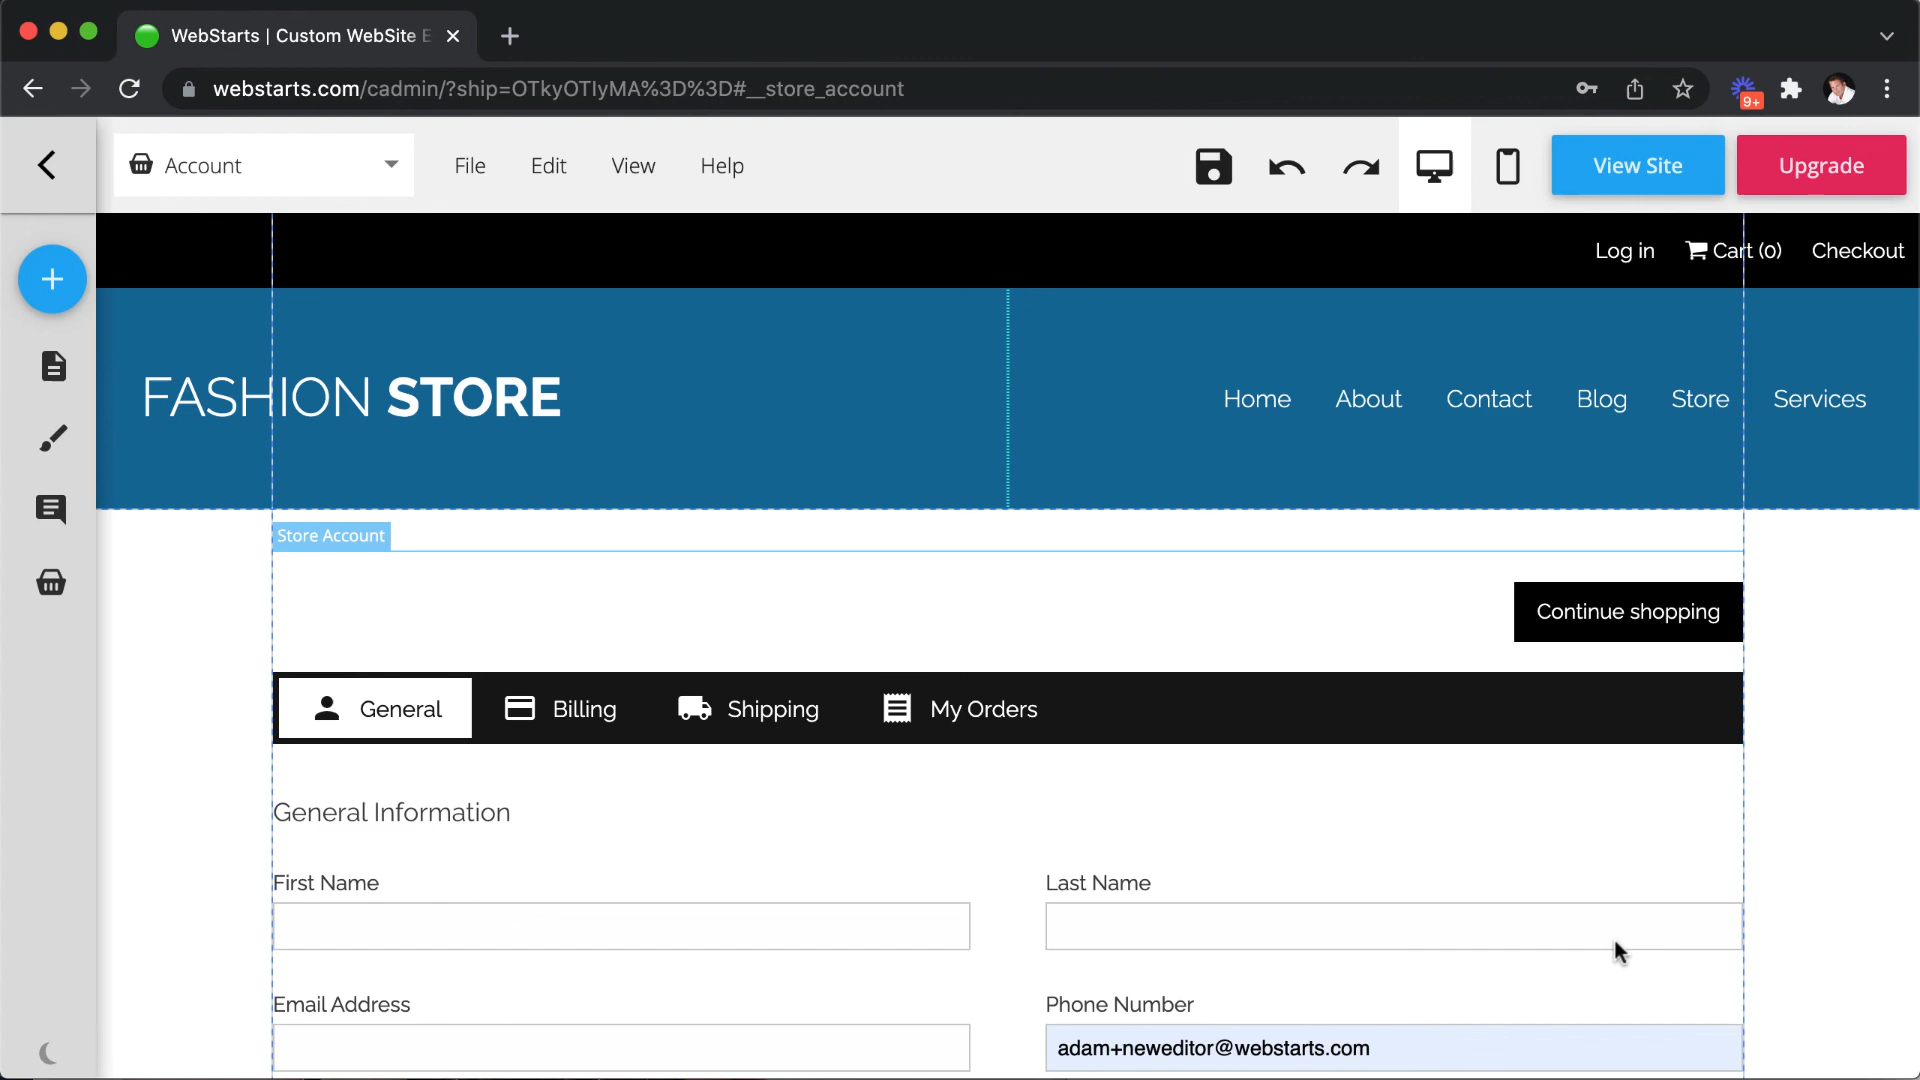 WebStarts | Custom WebSite E
webstarts.com/cadmin/?ship=OTkyOTIyMA%3D%3D#__store_account
9+
Account File Edit View Help View Site Upgrade
Log in Cart (0) Checkout
FASHION STORE Home About Contact Blog Store Services
Store Account
Continue shopping
General Billing Shipping My Orders
General Information
First Name Last Name
Email Address Phone Number
adam+neweditor@webstarts.com